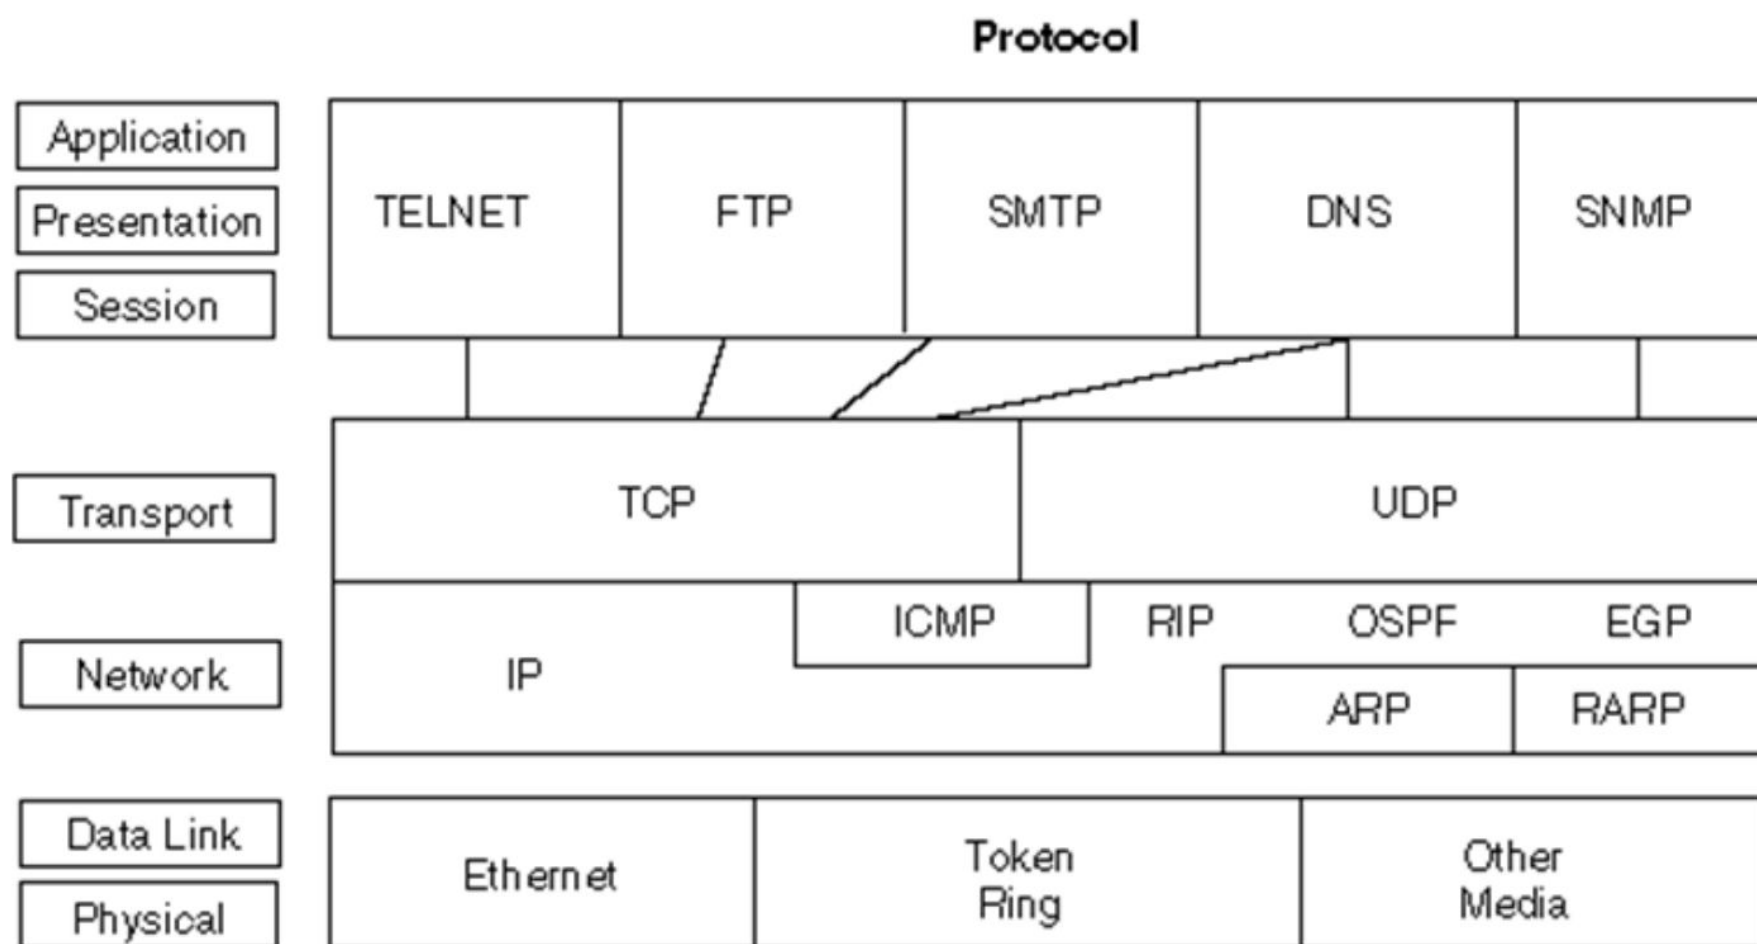 Protocol
Application
Presentation
Session
TELNET
FTP
SMTP
DNS
SNMP
Transport
TCP
UDP
Network
IP
ICMP
RIP
OSPF
EGP
ARP
RARP
Data Link
Physical
Ethernet
Token
Ring
Other
Media